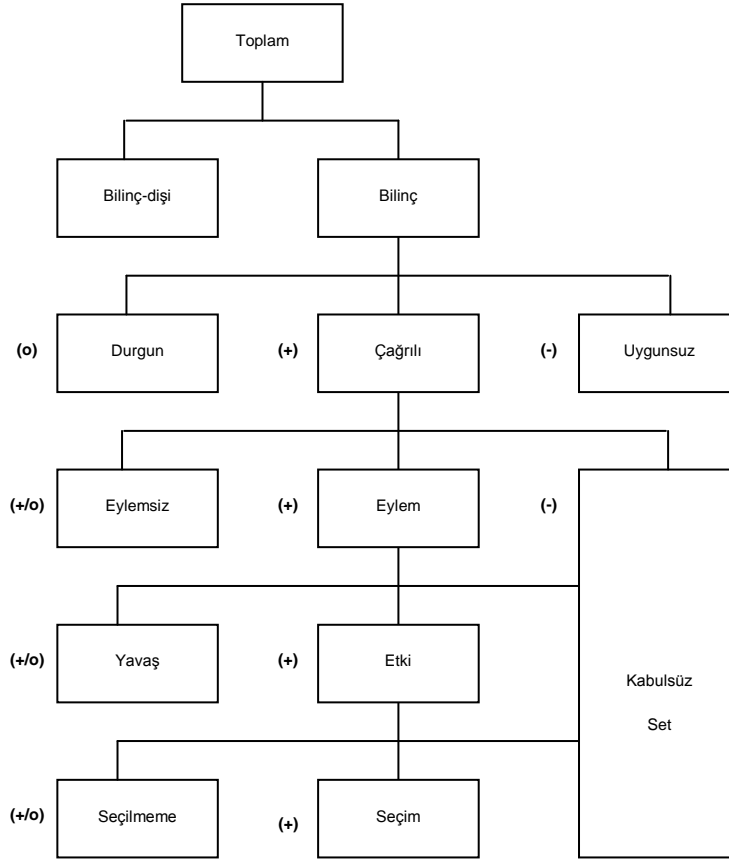 Toplam
Bilinç-dişi
Bilinç
(o)
Durgun
(+)
Çağrılı
(-)
Uygunsuz
(+/o)
Eylemsiz
(+)
Eylem
(-)
(+/o)
Yavaş
(+)
Etki
Kabulsüz
Set
(+/o)
Seçilmeme
(+)
Seçim